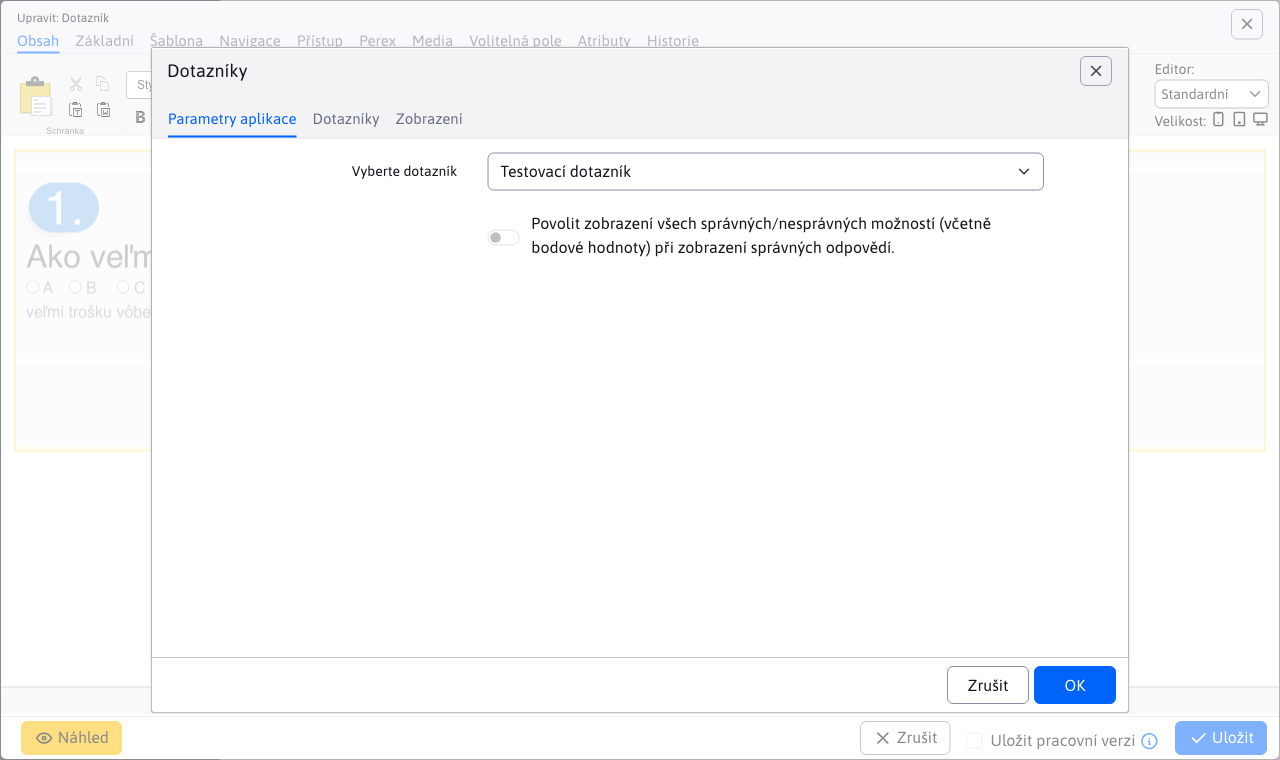 Upravit: Dotazník
Obsah Základní Šablona Navigace Přístup Perex Media Volitelná pole Atributy Historie
Schránka
B
Editor:
Standardní
Velikost:
1.
Ako veľm
A B C
veľmi trošku vôbe
Dotazníky
Parametry aplikace Dotazníky Zobrazení
Vyberte dotazník Testovací dotazník
Povolit zobrazení všech správných/nesprávných možností (včetně
bodové hodnoty) při zobrazení správných odpovědí.
Zrušit OK
Náhled Zrušit Uložit pracovní verzi Uložit